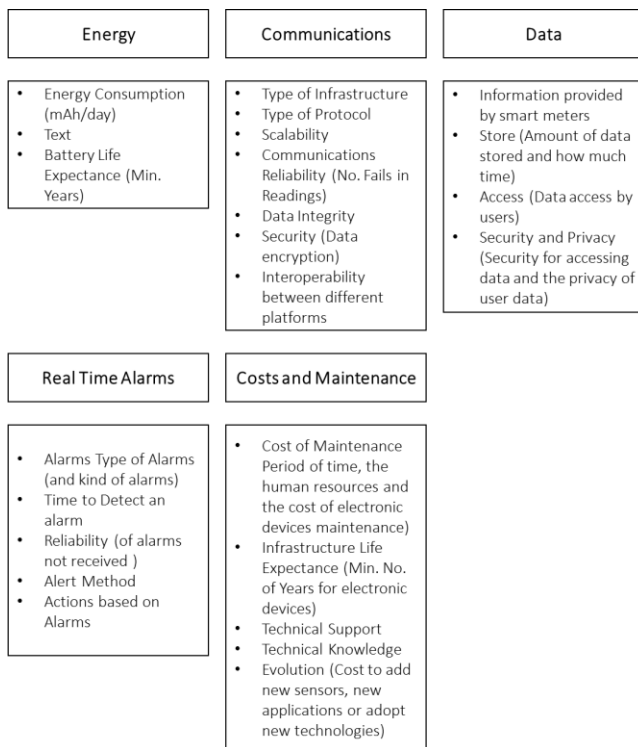 Energy
• Energy Consumption
(mAh/day)
• Text
• Battery Life
Expectance (Min.
Years)
Communications
• Type of Infrastructure
• Type of Protocol
• Scalability
• Communications
Reliability (No. Fails in
Readings)
• Data Integrity
• Security (Data
encryption)
• Interoperability
between different
platforms
Data
• Information provided
by smart meters
• Store (Amount of data
stored and how much
time)
• Access (Data access by
users)
• Security and Privacy
(Security for accessing
data and the privacy of
user data)
Real Time Alarms
• Alarms Type of Alarms
(and kind of alarms)
• Time to Detect an
alarm
• Reliability (of alarms
not received )
• Alert Method
• Actions based on
Alarms
Costs and Maintenance
• Cost of Maintenance
Period of time, the
human resources and
the cost of electronic
devices maintenance)
• Infrastructure Life
Expectance (Min. No.
of Years for electronic
devices)
• Technical Support
• Technical Knowledge
• Evolution (Cost to add
new sensors, new
applications or adopt
new technologies)